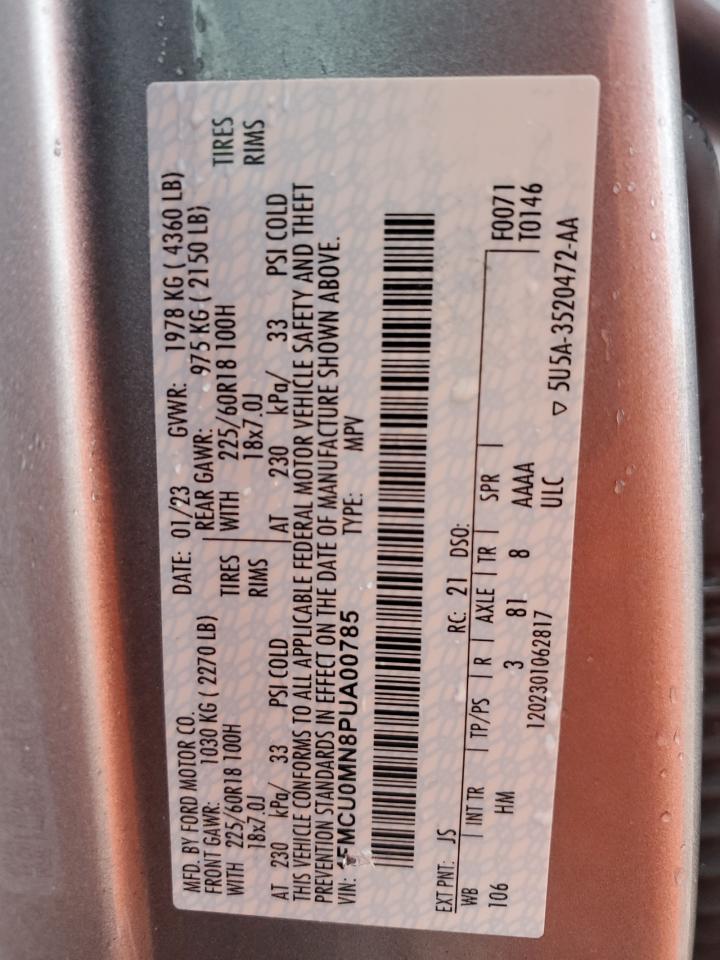 MFD. BY FORD MOTOR CO.
DATE: 01/23 GVWR: 1978 KG ( 4360 LB)
FRONT GAWR: 1030 KG ( 2270 LB)
REAR GAWR: 975 KG ( 2150 LB)
WITH 225/60R18 100H TIRES
WITH 225/60R18 100H TIRES
18x7.0J RIMS
18x7.0J RIMS
AT 230 kPa/ 33 PSI COLD
AT 230 kPa/ 33 PSI COLD
THIS VEHICLE CONFORMS TO ALL APPLICABLE FEDERAL MOTOR VEHICLE SAFETY AND THEFT
PREVENTION STANDARDS IN EFFECT ON THE DATE OF MANUFACTURE SHOWN ABOVE.
VIN: FMCU0MN8PUA00785 TYPE: MPV
EXT PNT: JS RC: 21 DSO:
WB INT TR TP/PS R AXLE TR SPR
106 HM 3 81 8 AAAA
F0071
T0146
1202301062817 ULC
▽ 5U5A-3520472-AA